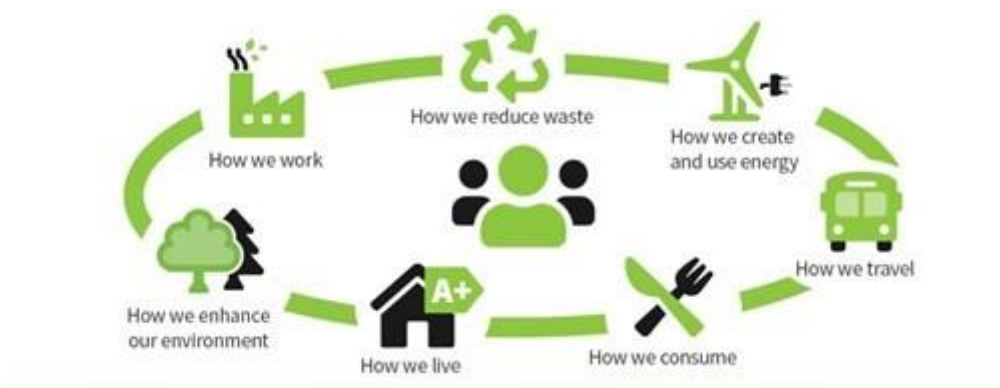 How we reduce waste
How we create
and use energy
How we work
How we travel
A+
How we enhance
our environment
How we consume
How we live